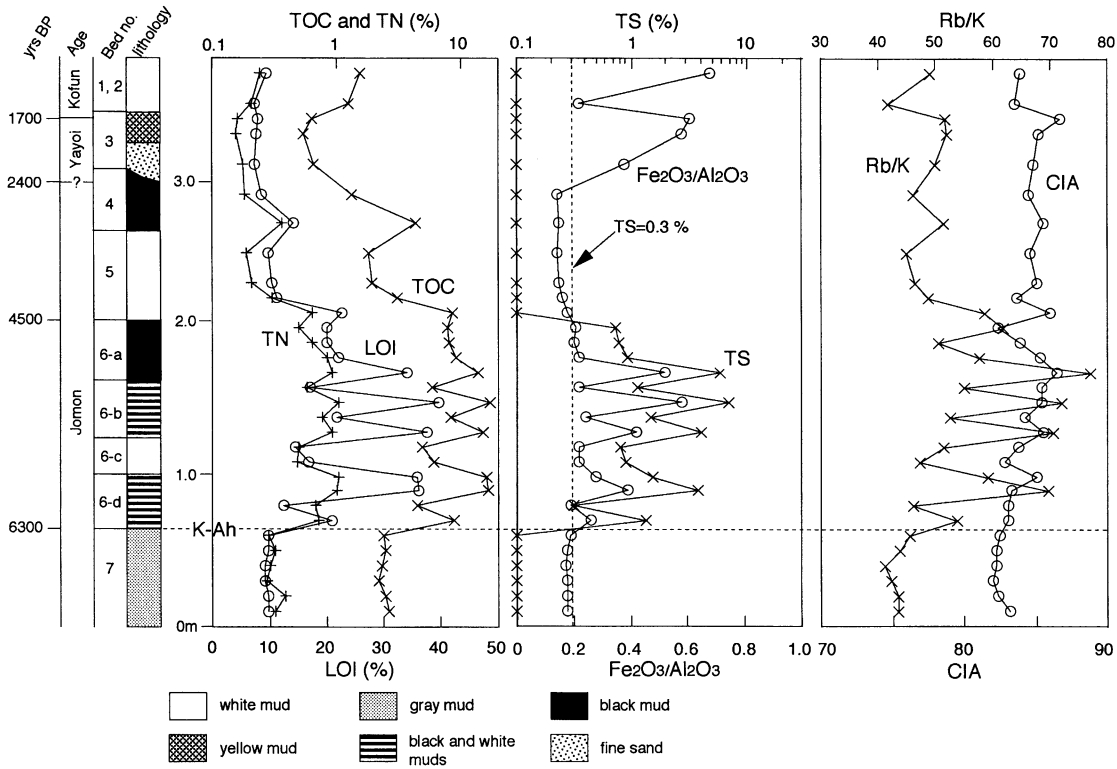 yrs BP
Age
Bed no.
lithology
TOC and TN (%)
TS (%)
Rb/K
0.1 1 10
0.1 1 10
30 40 50 60 70 80
Kofun
1, 2
1700
Yayoi
3
2400
?
3.0
4
5
4500
2.0
6-a
Jomon
6-b
6-c
1.0
6-d
6300
K-Ah
7
0m
TOC
TN
LOI
Fe2O3/Al2O3
TS=0.3 %
TS
Rb/K
CIA
0 10 20 30 40 50
0 0.2 0.4 0.6 0.8 1.0
70 60 80 90
LOI (%)
Fe2O3/Al2O3
CIA
white mud
gray mud
black mud
yellow mud
black and white
muds
fine sand